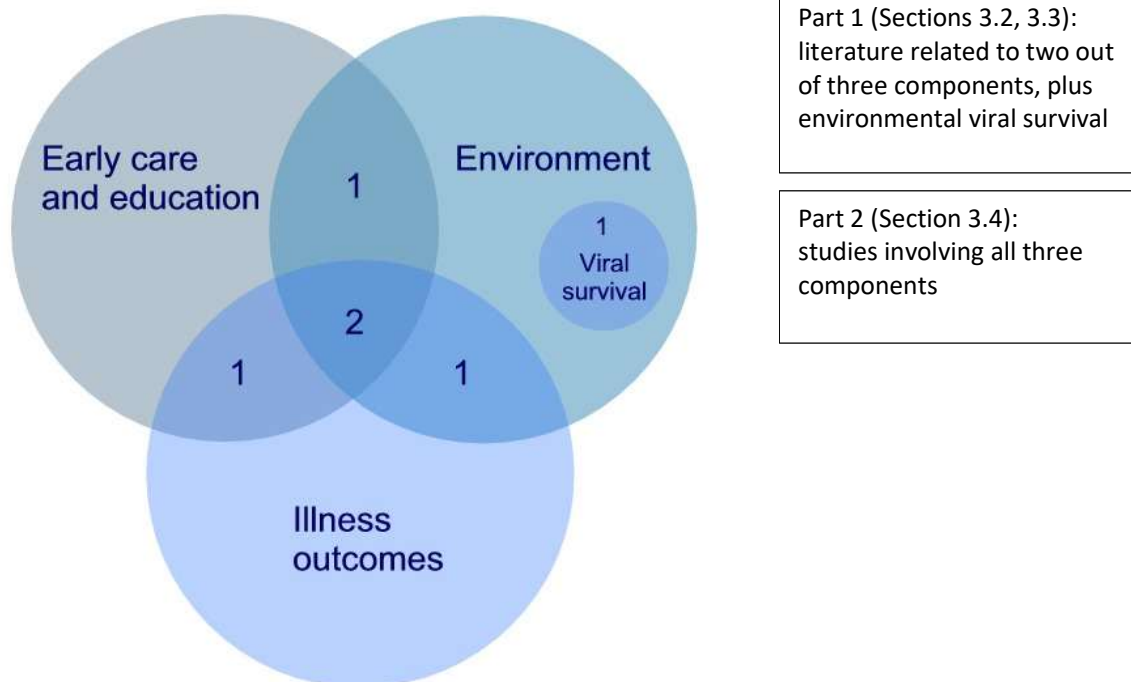 Early care
and education
1
Environment
1
Viral
survival
2
1
1
Illness
outcomes
Part 1 (Sections 3.2, 3.3):
literature related to two out
of three components, plus
environmental viral survival
Part 2 (Section 3.4):
studies involving all three
components